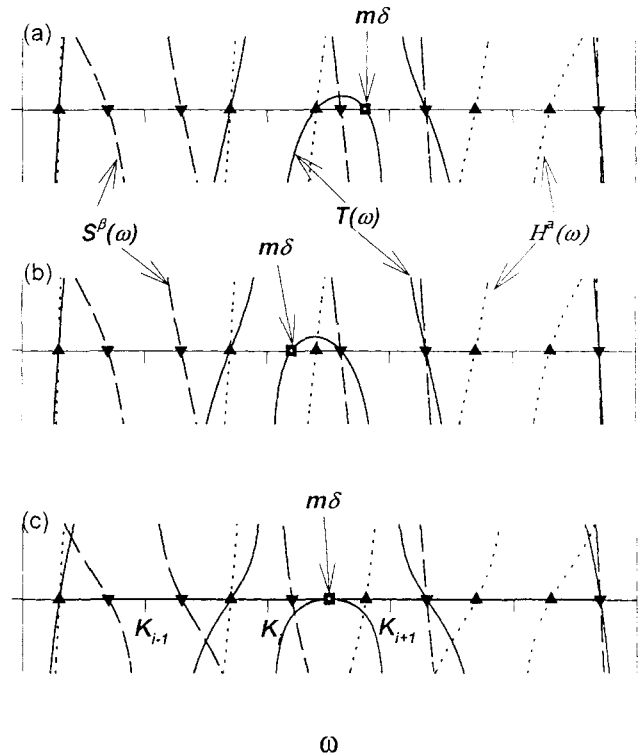 (a)
mδ
S^β(ω)
T(ω)
H^a(ω)
(b)
mδ
(c)
mδ
K_{i-1}
K_i
K_{i+1}
ω